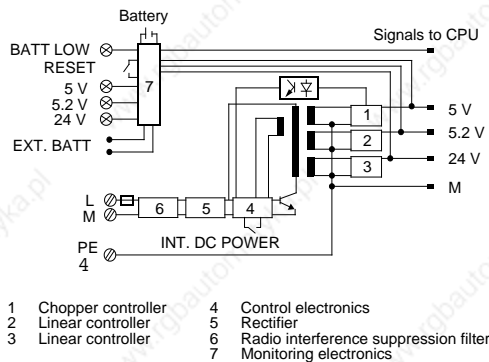 Battery
Signals to CPU
BATT LOW
RESET
5 V
5.2 V
24 V
7
EXT. BATT
1
2
3
5 V
5.2 V
24 V
M
L
M
6
5
4
PE
4
INT. DC POWER
1 Chopper controller
2 Linear controller
3 Linear controller
4 Control electronics
5 Rectifier
6 Radio interference suppression filter
7 Monitoring electronics